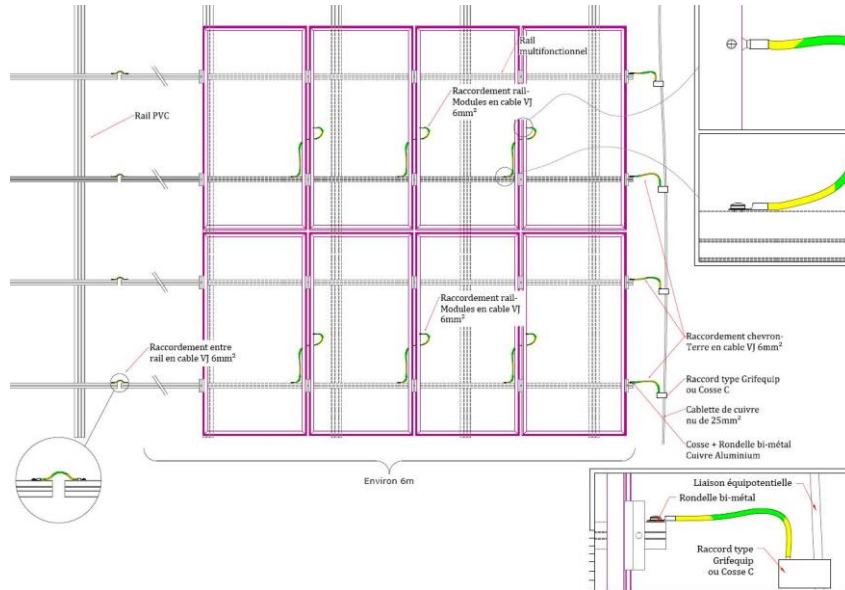 Rail
multifonctionnel
Raccordement rail-
Modules en cable VJ
6mm²
Rail PVC
Raccordement rail-
Modules en cable VJ
6mm²
Raccordement entre
rail en cable VJ 6mm²
Raccordement chevron-
Terre en cable VJ 6mm²
Raccord type Grifequip
ou Cosse C
Cablette de cuivre
nu de 25mm²
Cosse + Rondelle bi-métal
Cuivre Aluminium
Environ 6m
Liaison équipotentielle
Rondelle bi-métal
Raccord type
Grifequip
ou Cosse C